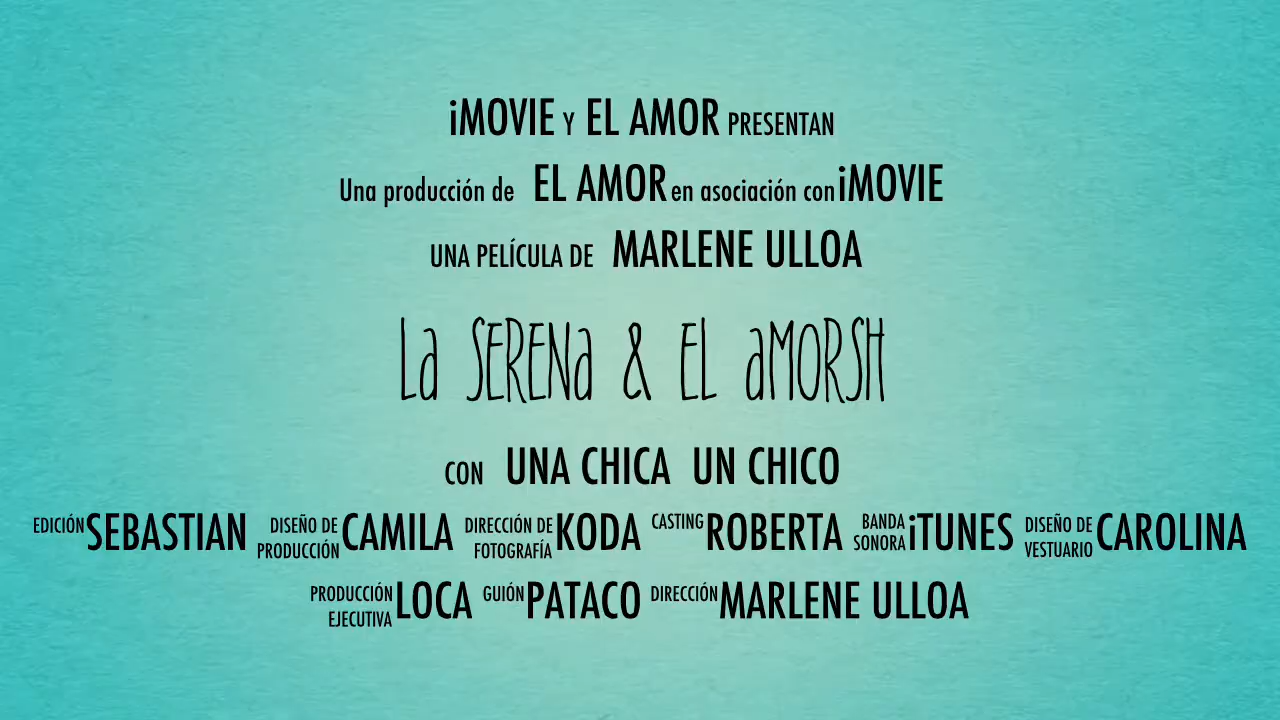 iMOVIE Y EL AMOR PRESENTAN
Una producción de EL AMOR en asociación con iMOVIE
UNA PELÍCULA DE MARLENE ULLOA
La SERENa & EL aMORSH
CON UNA CHICA UN CHICO
EDICIÓN SEBASTIAN DISEÑO DE PRODUCCIÓN CAMILA DIRECCIÓN DE FOTOGRAFÍA KODA CASTING ROBERTA BANDA SONORA iTUNES DISEÑO DE VESTUARIO CAROLINA
PRODUCCIÓN EJECUTIVA LOCA GUIÓN PATACO DIRECCIÓN MARLENE ULLOA